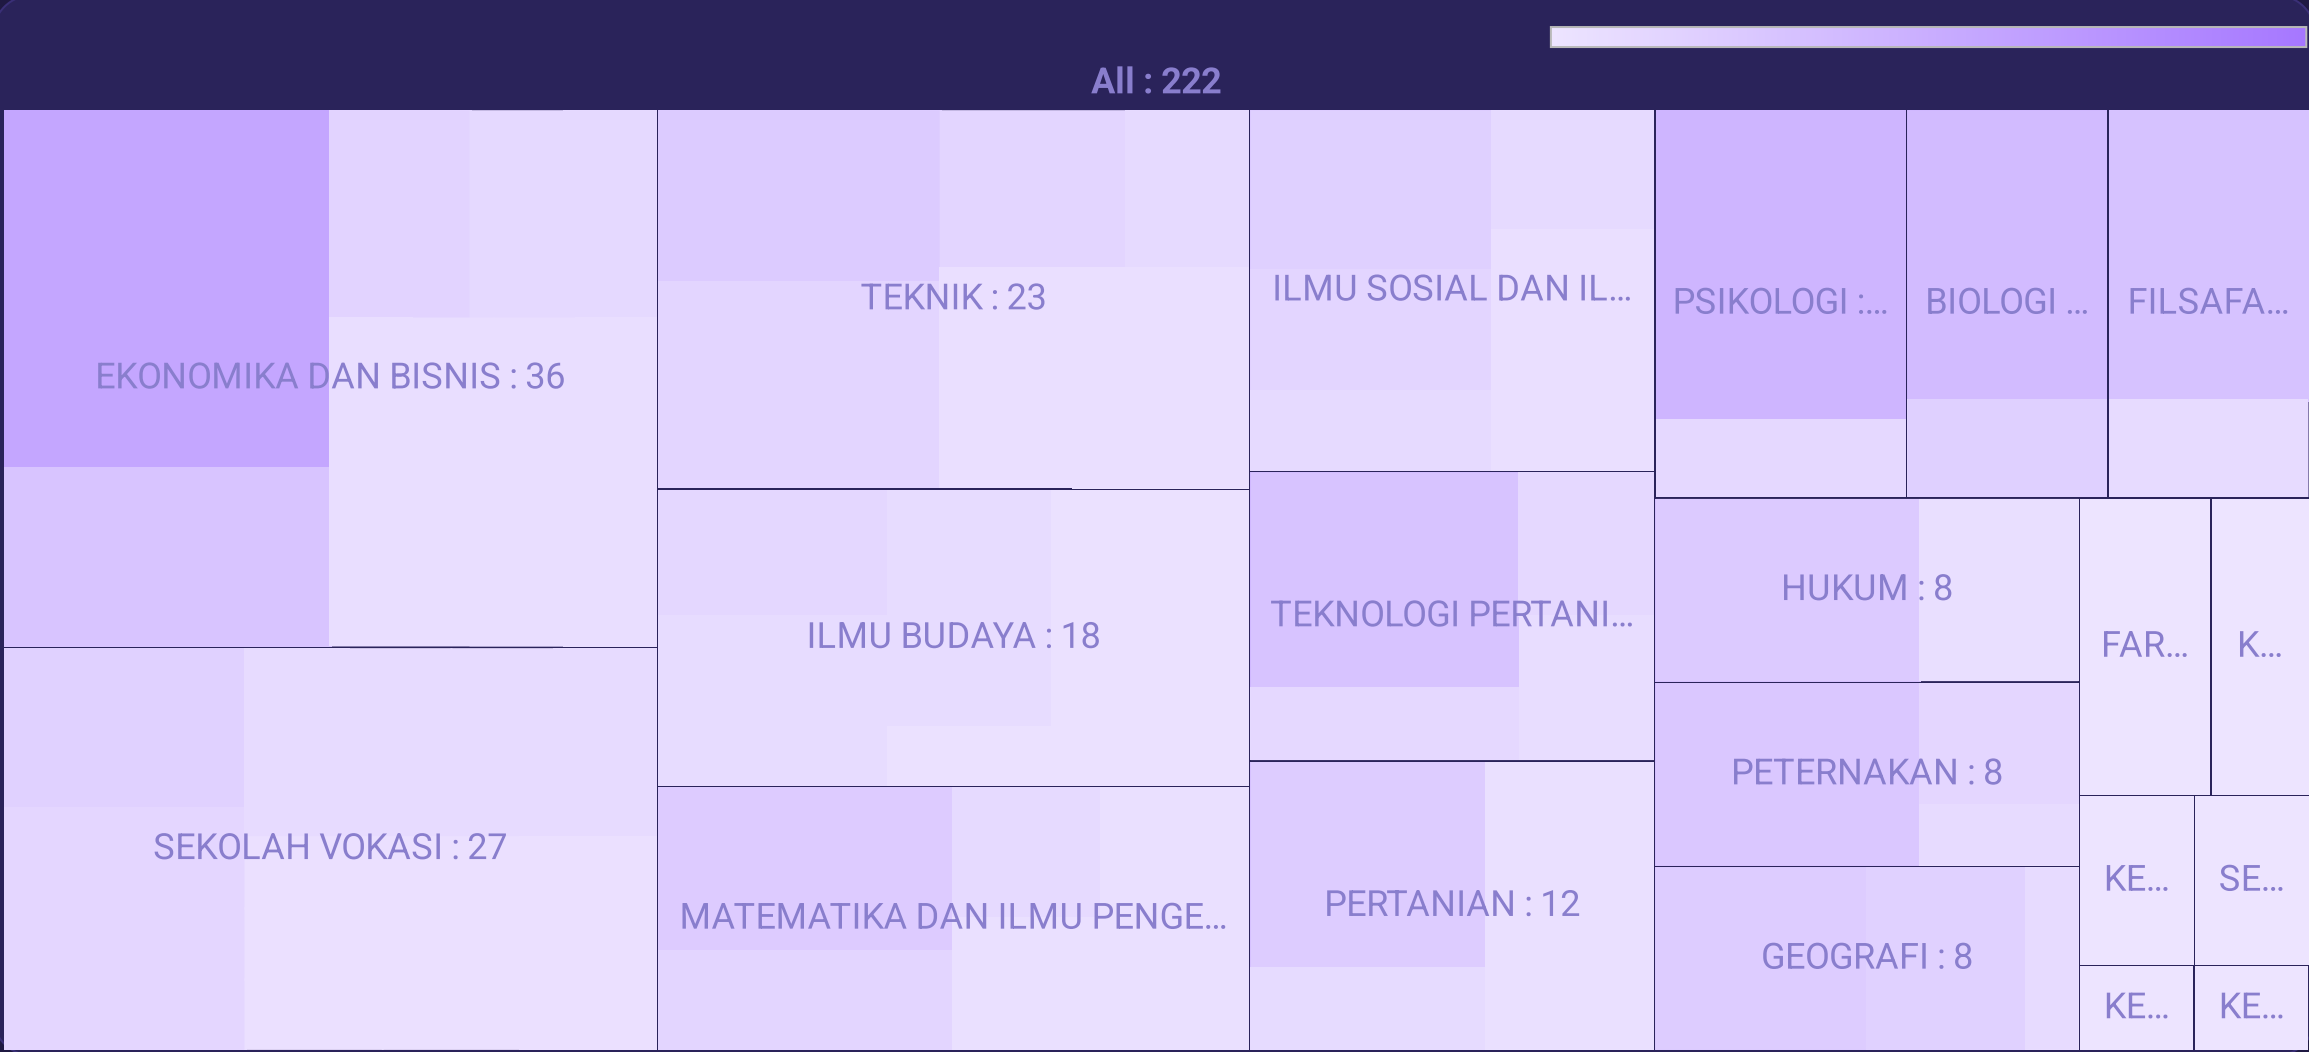 All : 222
EKONOMIKA DAN BISNIS : 36
SEKOLAH VOKASI : 27
TEKNIK : 23
ILMU BUDAYA : 18
MATEMATIKA DAN ILMU PENGE...
ILMU SOSIAL DAN IL...
TEKNOLOGI PERTANI...
PERTANIAN : 12
PSIKOLOGI :...
BIOLOGI ...
FILSAFA...
HUKUM : 8
PETERNAKAN : 8
GEOGRAFI : 8
FAR...
K...
KE...
SE...
KE...
KE...